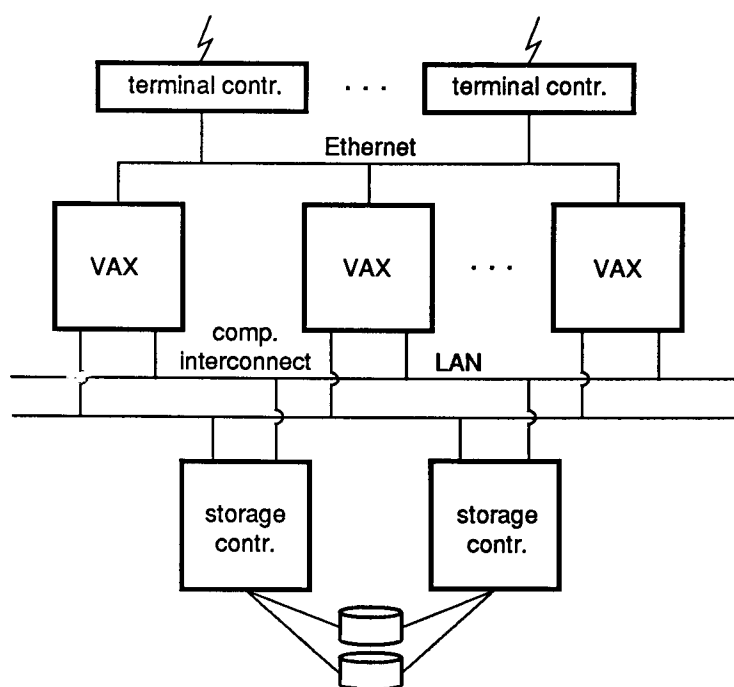 terminal contr.
. . .
terminal contr.
Ethernet
VAX
VAX
. . .
VAX
comp.
interconnect
LAN
storage
contr.
storage
contr.